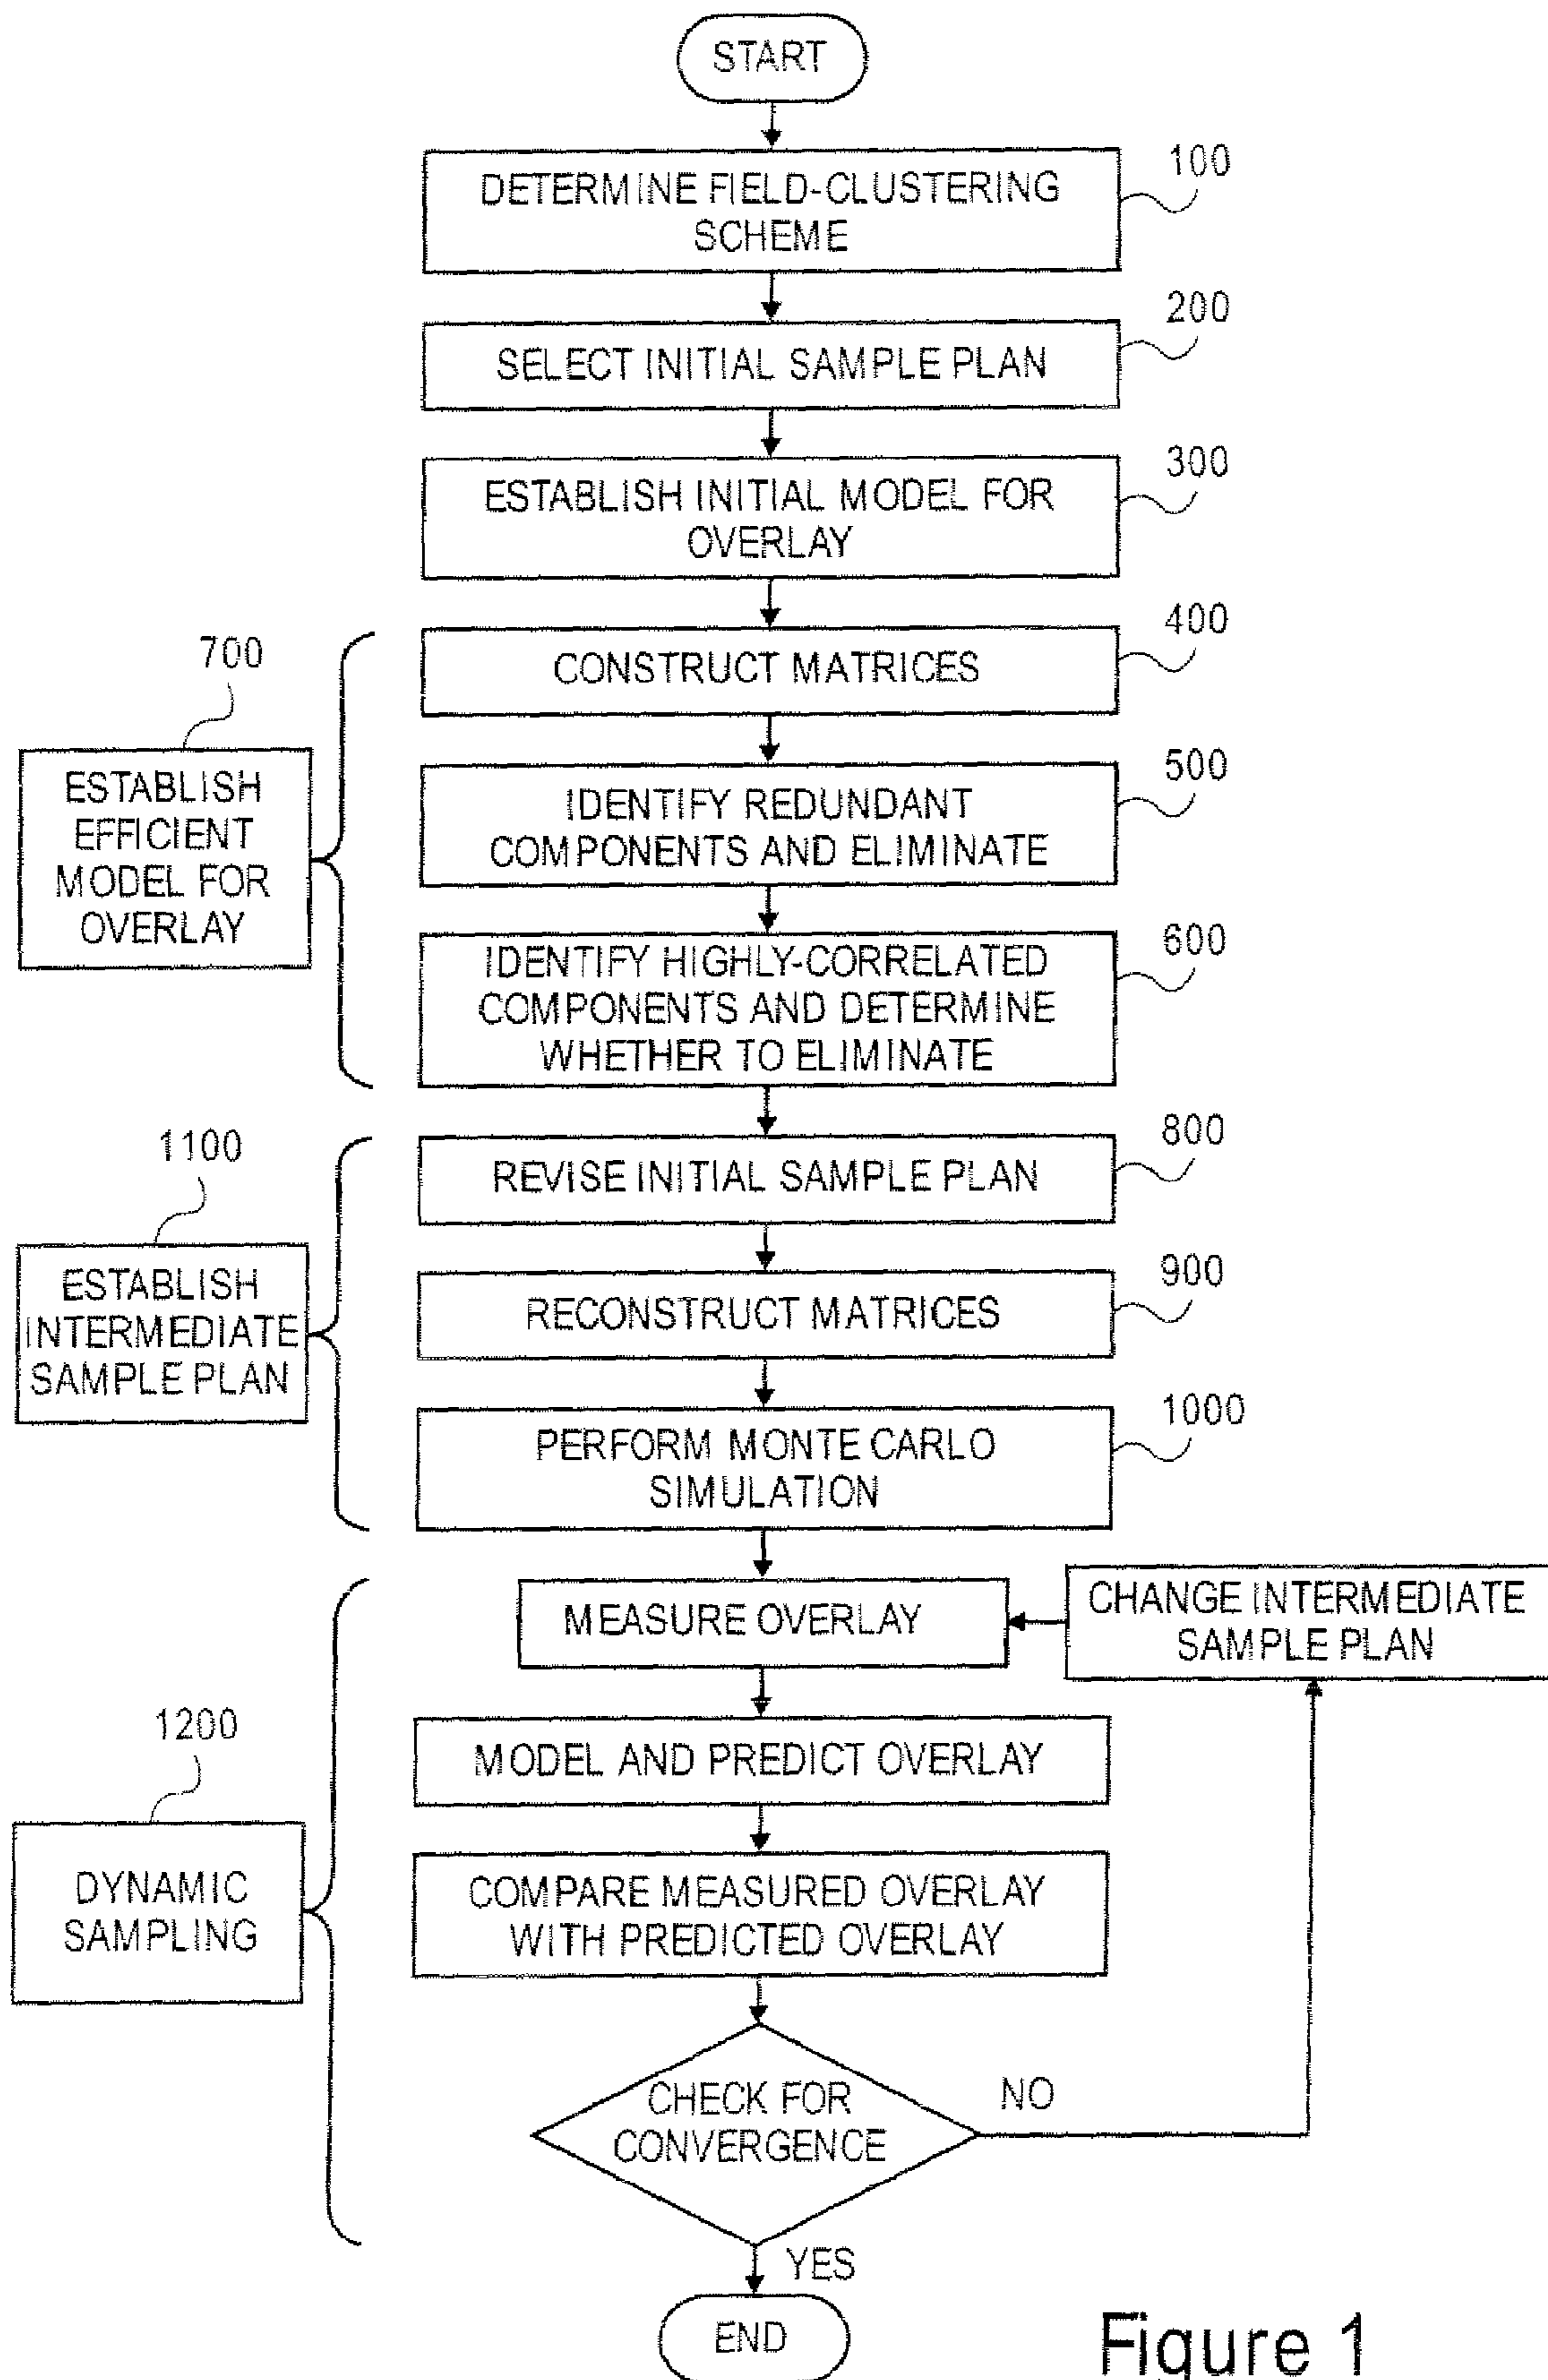 START
DETERMINE FIELD-CLUSTERING
SCHEME
100
SELECT INITIAL SAMPLE PLAN
200
ESTABLISH INITIAL MODEL FOR
OVERLAY
300
700
ESTABLISH
EFFICIENT
MODEL FOR
OVERLAY
CONSTRUCT MATRICES
400
IDENTIFY REDUNDANT
COMPONENTS AND ELIMINATE
500
IDENTIFY HIGHLY-CORRELATED
COMPONENTS AND DETERMINE
WHETHER TO ELIMINATE
600
1100
ESTABLISH
INTERMEDIATE
SAMPLE PLAN
REVISE INITIAL SAMPLE PLAN
800
RECONSTRUCT MATRICES
900
PERFORM MONTE CARLO
SIMULATION
1000
1200
DYNAMIC
SAMPLING
MEASURE OVERLAY
CHANGE INTERMEDIATE
SAMPLE PLAN
MODEL AND PREDICT OVERLAY
COMPARE MEASURED OVERLAY
WITH PREDICTED OVERLAY
CHECK FOR
CONVERGENCE
NO
YES
END
Figure 1